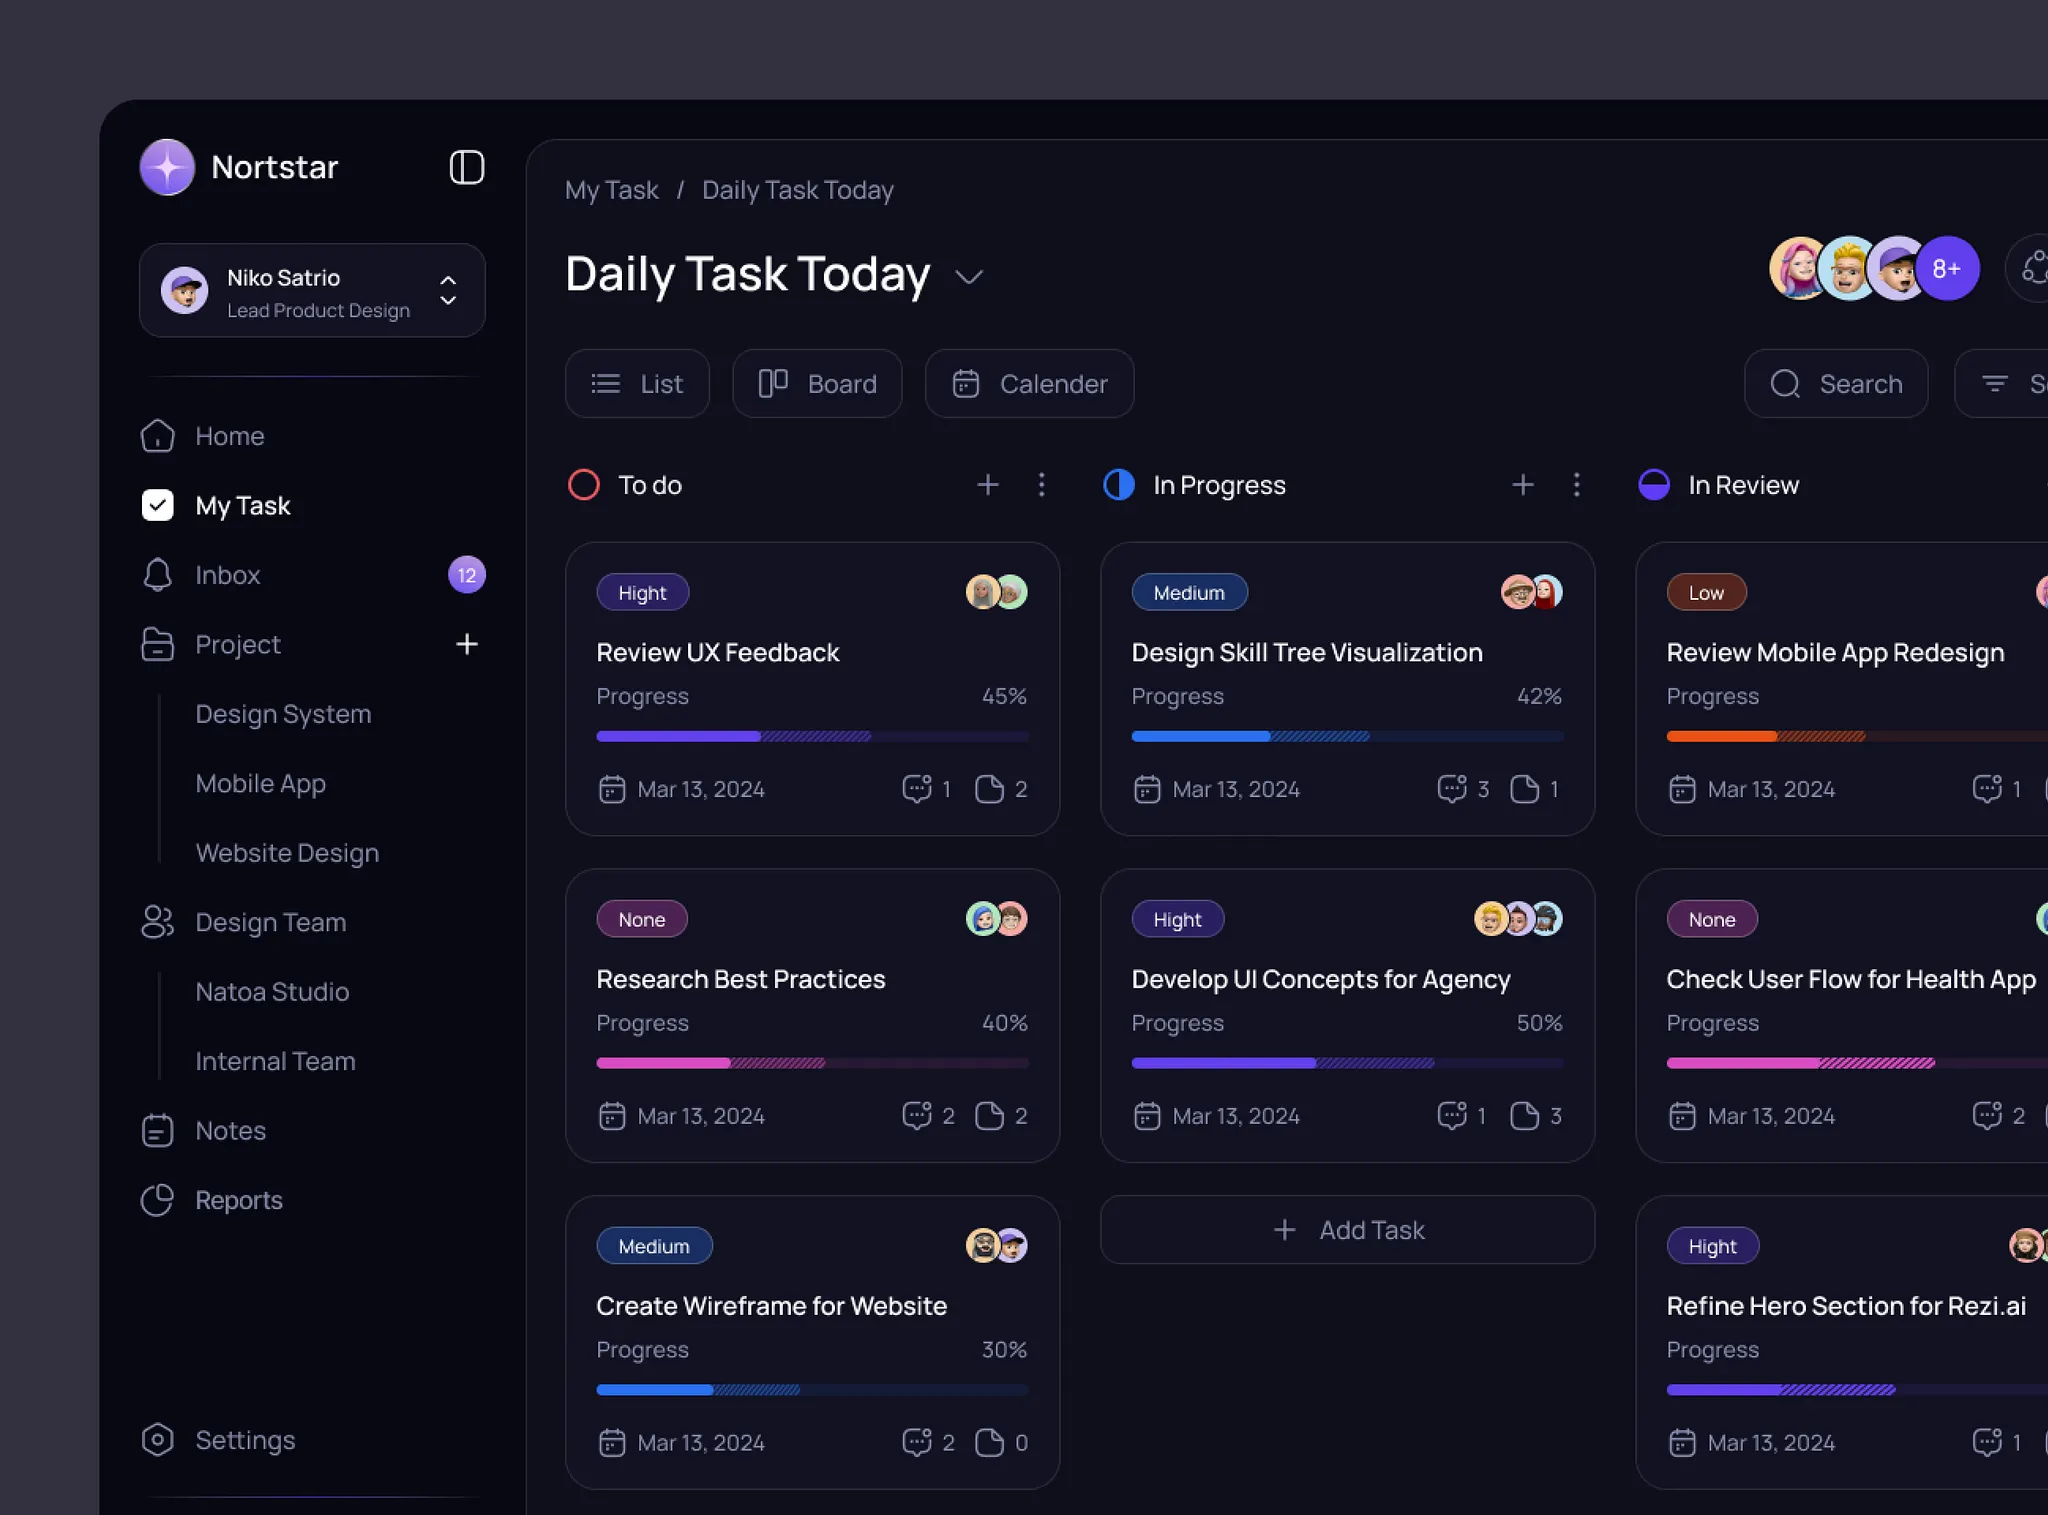 Nortstar
Niko Satrio
Lead Product Design
Home
My Task
Inbox 12
Project
Design System
Mobile App
Website Design
Design Team
Natoa Studio
Internal Team
Notes
Reports
Settings
My Task / Daily Task Today
Daily Task Today
8+
List Board Calender
Search
To do
Hight
Review UX Feedback
Progress 45%
Mar 13, 2024 1 2
None
Research Best Practices
Progress 40%
Mar 13, 2024 2 2
Medium
Create Wireframe for Website
Progress 30%
Mar 13, 2024 2 0
In Progress
Medium
Design Skill Tree Visualization
Progress 42%
Mar 13, 2024 3 1
Hight
Develop UI Concepts for Agency
Progress 50%
Mar 13, 2024 1 3
Add Task
In Review
Low
Review Mobile App Redesign
Progress
Mar 13, 2024 1
None
Check User Flow for Health App
Progress
Mar 13, 2024 2
Hight
Refine Hero Section for Rezi.ai
Progress
Mar 13, 2024 1